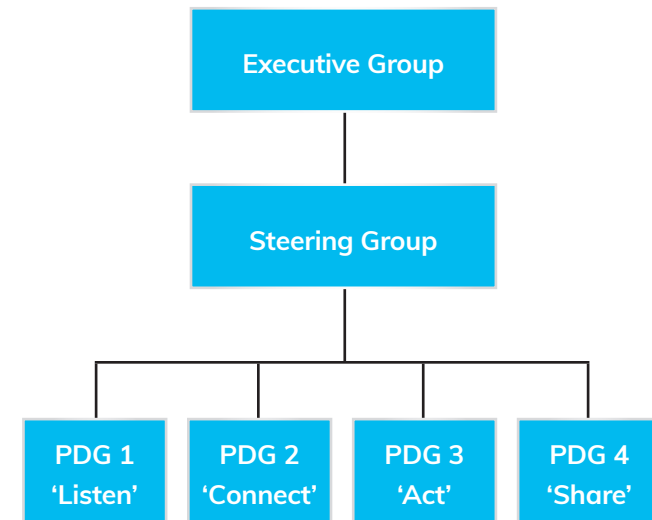 Executive Group
Steering Group
PDG 1
‘Listen’
PDG 2
‘Connect’
PDG 3
‘Act’
PDG 4
‘Share’